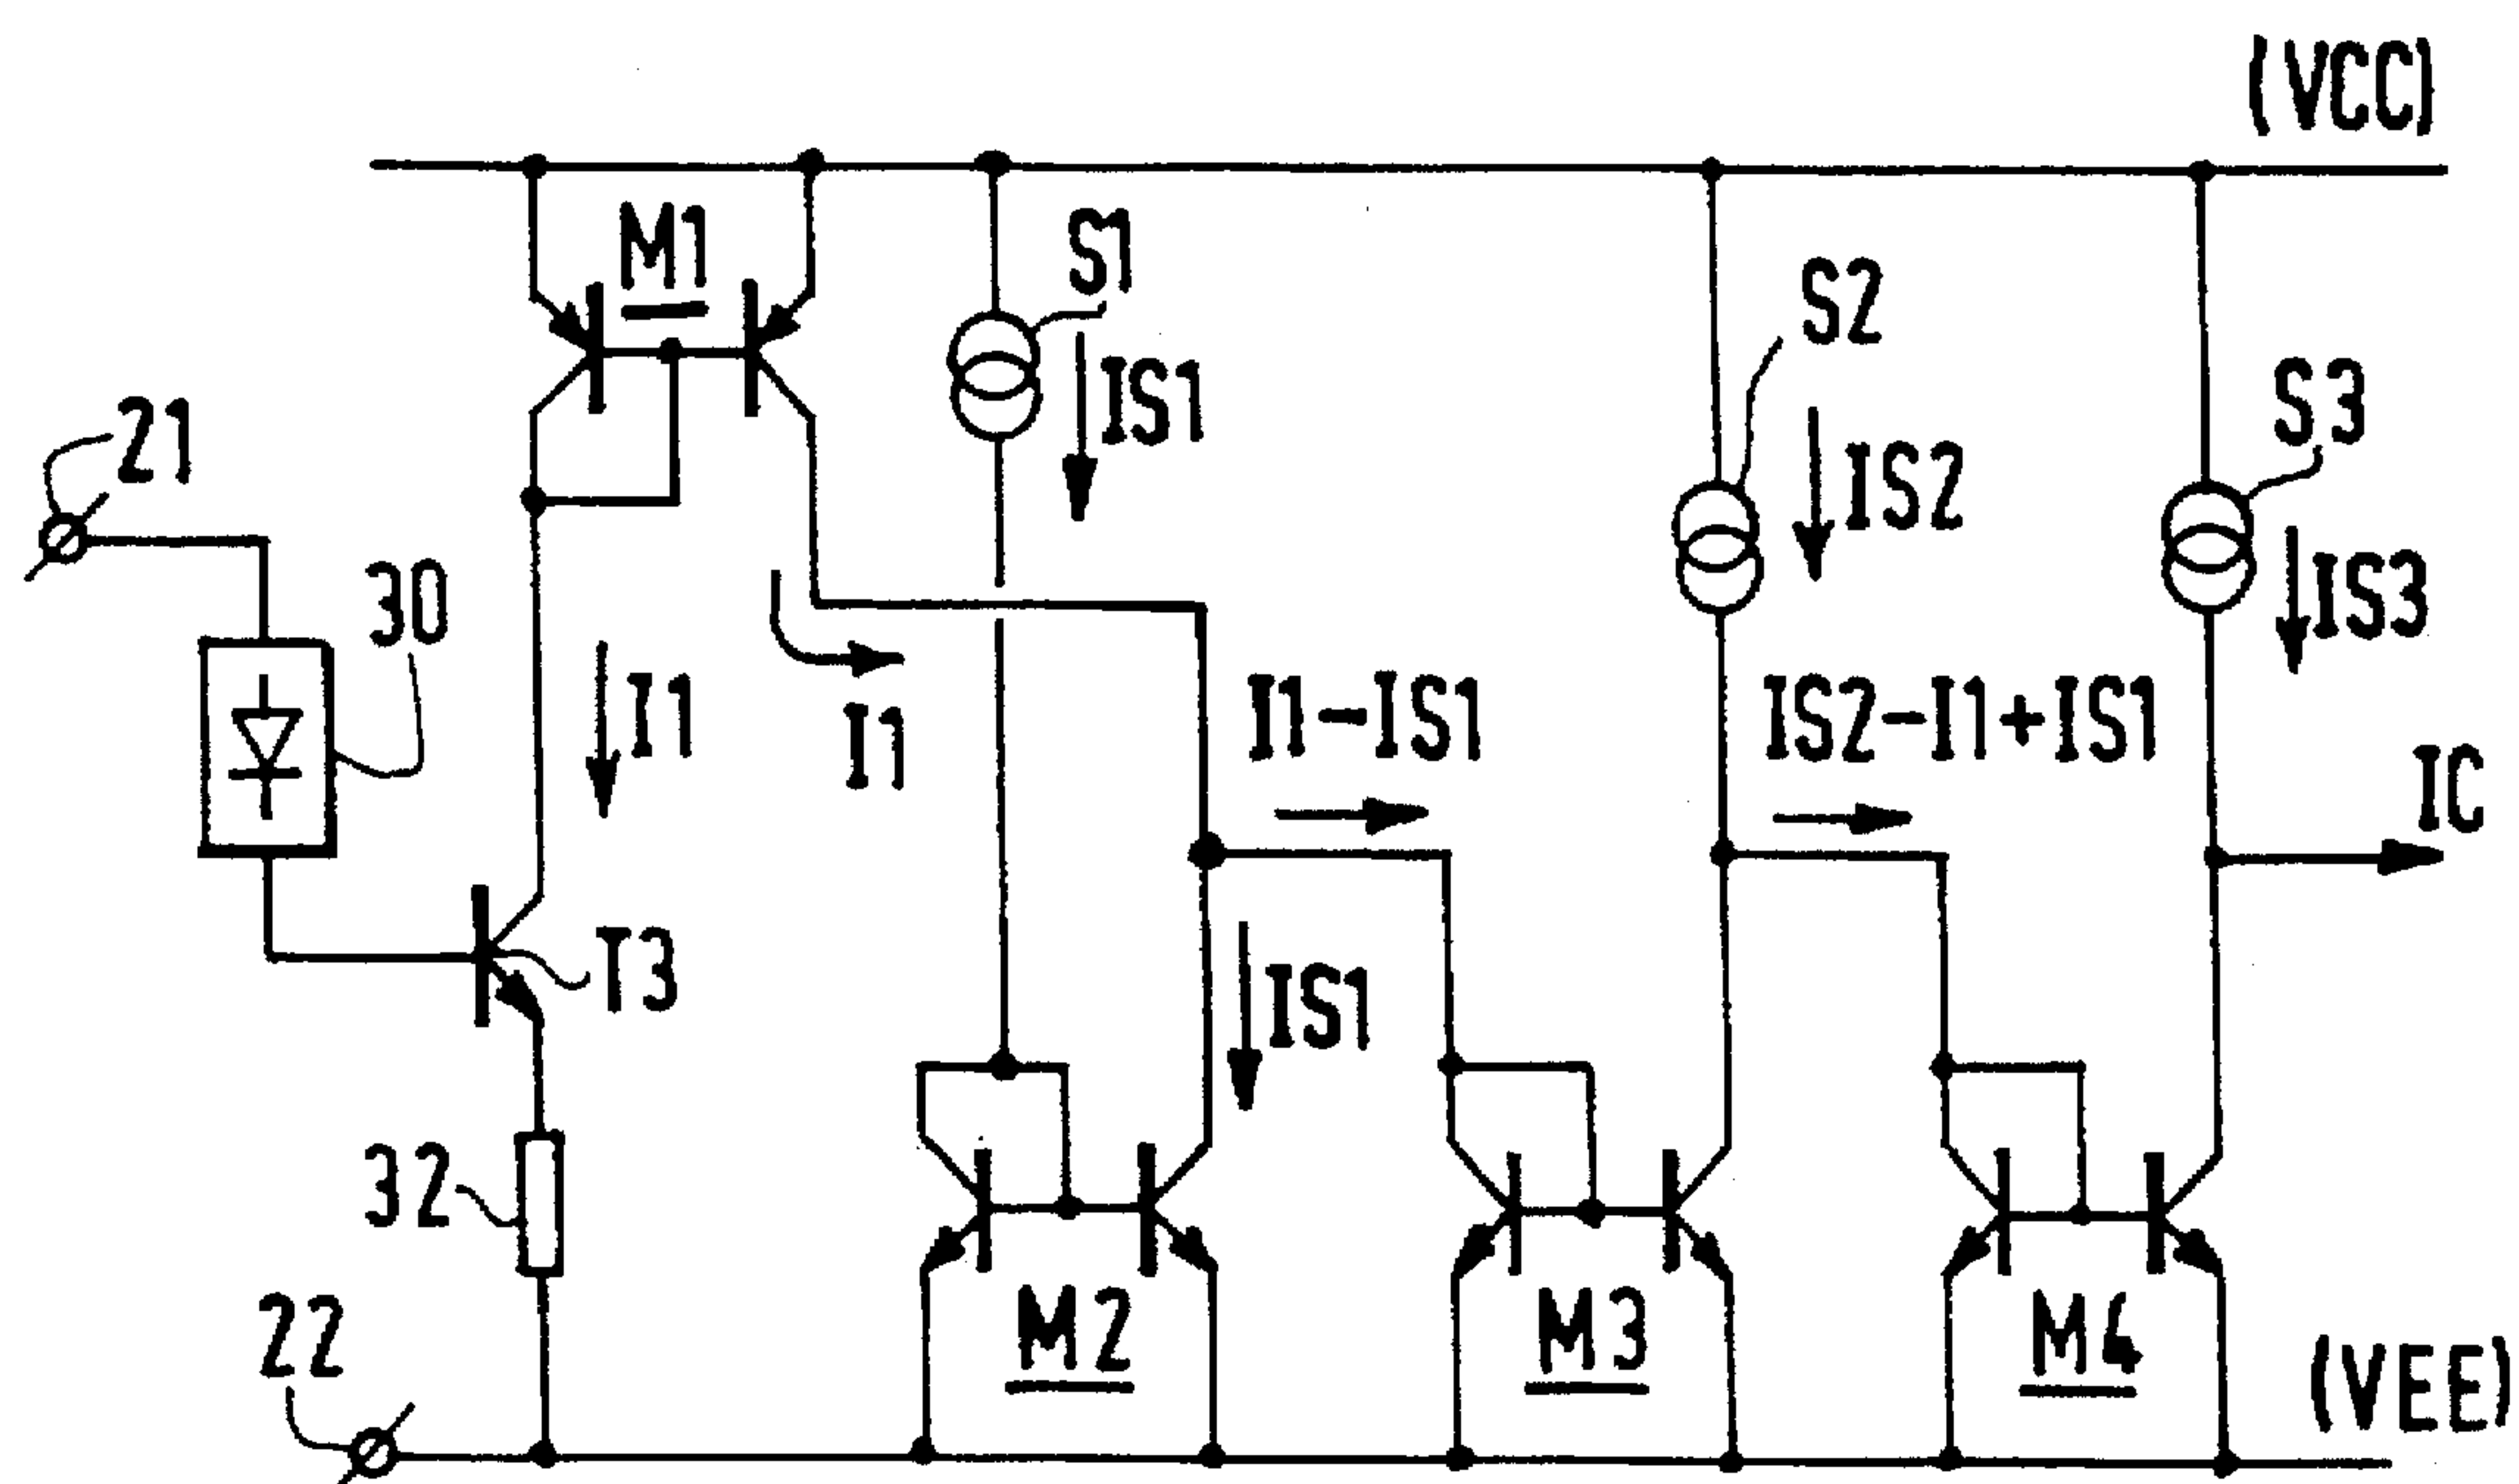 (VCC)
M1
S1
S2
IS1
S3
21
IS2
30
IS3
I1
I1
I1-IS1
IS2-I1+IS1
IC
T3
IS1
32
M2
M3
M4
22
(VEE)